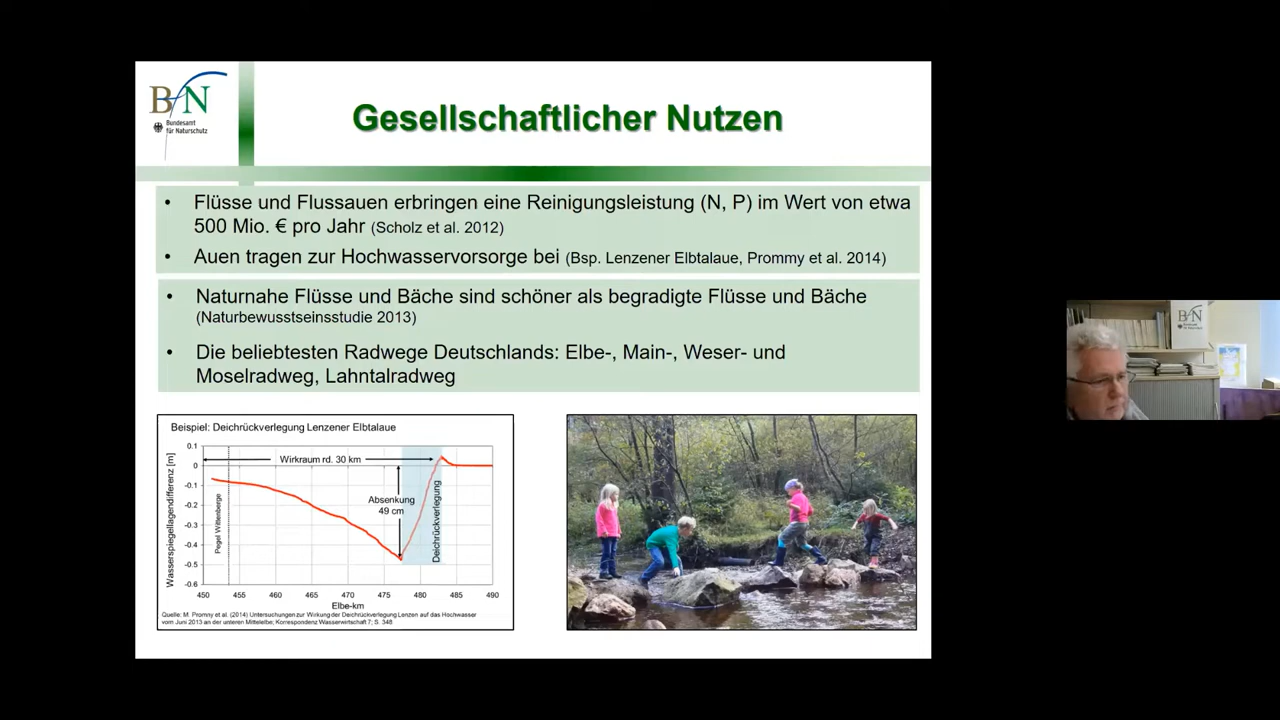 BfN
Bundesamt
für Naturschutz
Gesellschaftlicher Nutzen
• Flüsse und Flussauen erbringen eine Reinigungsleistung (N, P) im Wert von etwa
500 Mio. € pro Jahr (Scholz et al. 2012)
• Auen tragen zur Hochwasservorsorge bei (Bsp. Lenzener Elbtalaue, Prommy et al. 2014)
• Naturnahe Flüsse und Bäche sind schöner als begradigte Flüsse und Bäche
(Naturbewusstseinsstudie 2013)
• Die beliebtesten Radwege Deutschlands: Elbe-, Main-, Weser- und
Moselradweg, Lahntalradweg
Beispiel: Deichrückverlegung Lenzener Elbtalaue
Wasserspiegellagendifferenz [m]
0.1
0
-0.1
-0.2
-0.3
-0.4
-0.5
-0.6
Wirkraum rd. 30 km
Absenkung
49 cm
Pegel Wittenberge
Deichrückverlegung
450 455 460 465 470 475 480 485 490
Elbe-km
Quelle: M. Promny et al. (2014) Untersuchungen zur Wirkung der Deichrückverlegung Lenzen auf das Hochwasser
vom Juni 2013 an der unteren Mittelelbe; Korrespondenz Wasserwirtschaft 7; S. 348
BfN